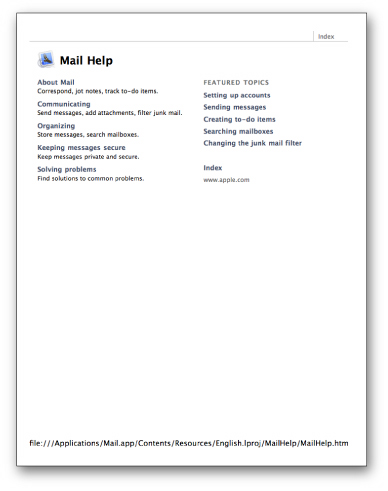 Index
Mail Help
About Mail
Correspond, jot notes, track to-do items.
Communicating
Send messages, add attachments, filter junk mail.
Organizing
Store messages, search mailboxes.
Keeping messages secure
Keep messages private and secure.
Solving problems
Find solutions to common problems.
FEATURED TOPICS
Setting up accounts
Sending messages
Creating to-do items
Searching mailboxes
Changing the junk mail filter
Index
www.apple.com
file:///Applications/Mail.app/Contents/Resources/English.lproj/MailHelp/MailHelp.htm